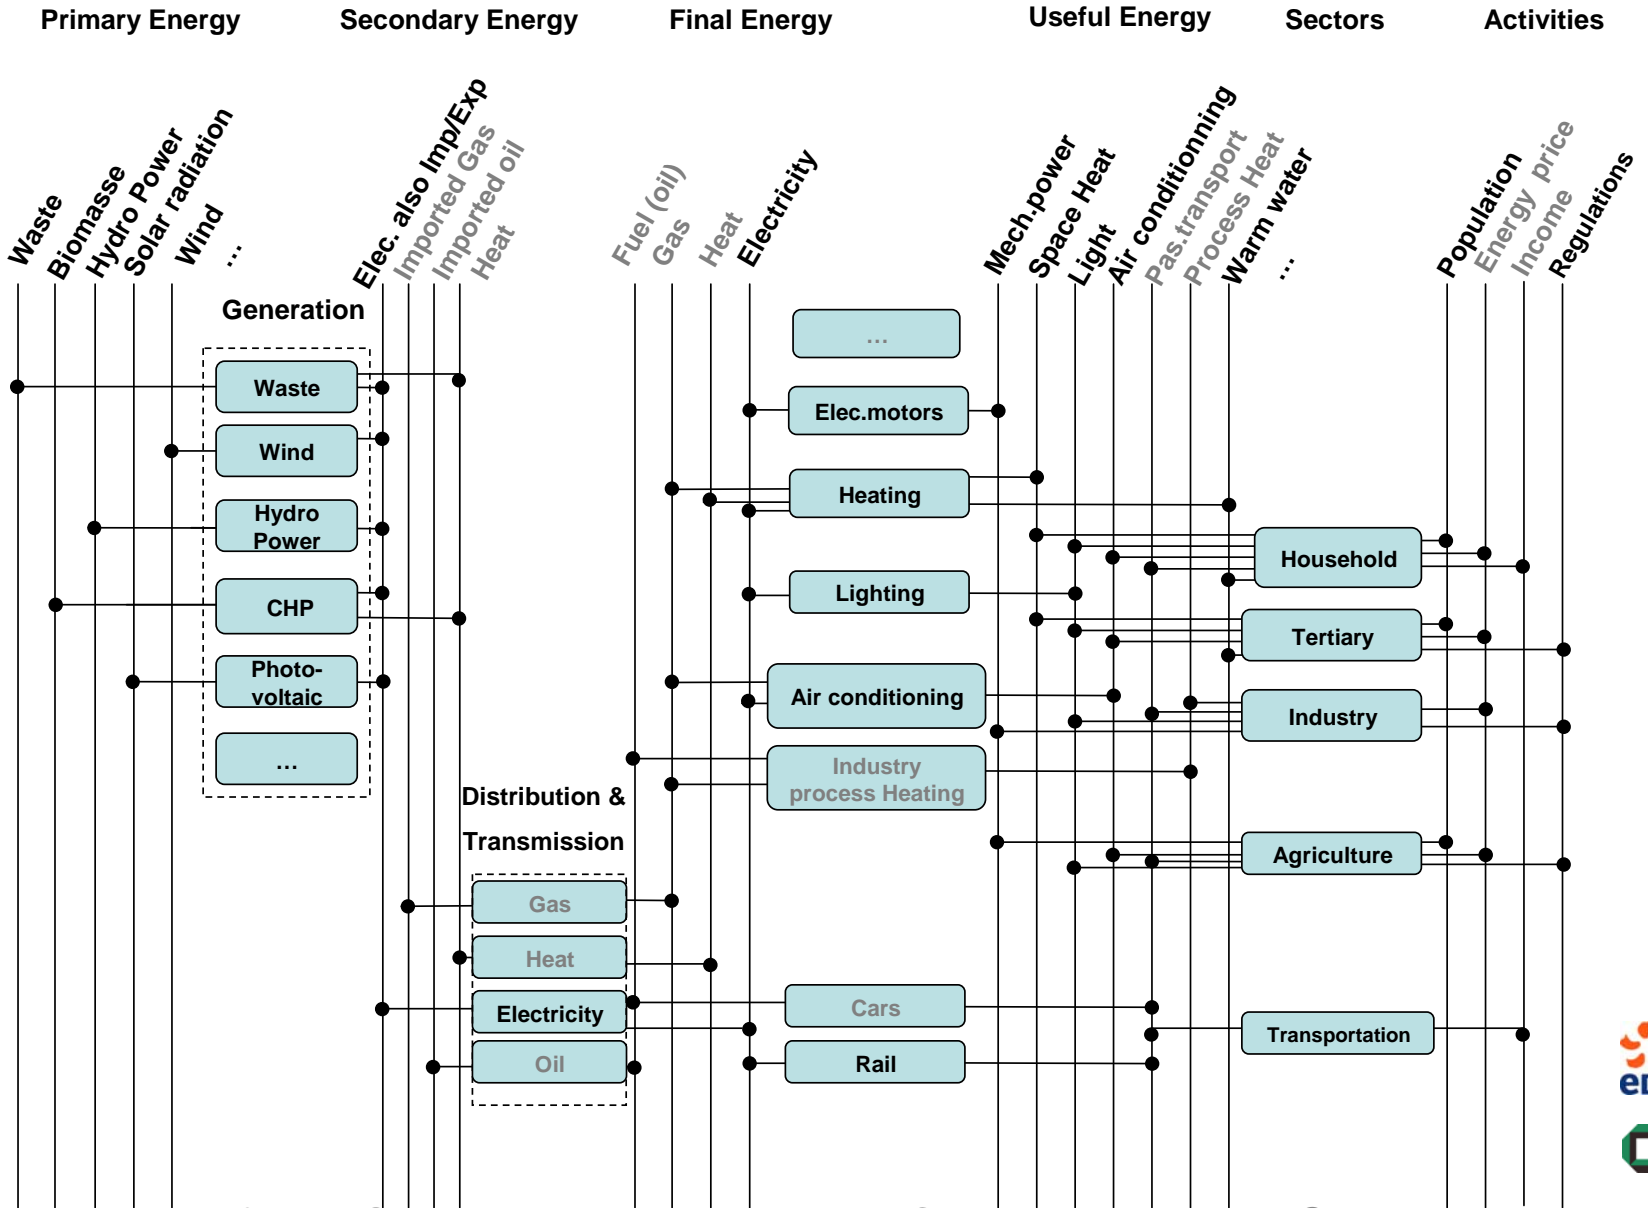 Primary Energy
Secondary Energy
Final Energy
Useful Energy
Sectors
Activities
Waste
Biomasse
Hydro Power
Solar radiation
Wind
...
Elec. also Imp/Exp
Imported Gas
Imported oil
Heat
Fuel (oil)
Gas
Heat
Electricity
Mech.power
Space Heat
Light
Air conditionning
Pas.transport
Process Heat
Warm water
...
Population
Energy price
Income
Regulations
Generation
Waste
Wind
Hydro
Power
CHP
Photo-
voltaic
...
Distribution &
Transmission
Gas
Heat
Electricity
Oil
...
Elec.motors
Heating
Lighting
Air conditioning
Industry
process Heating
Cars
Rail
Household
Tertiary
Industry
Agriculture
Transportation